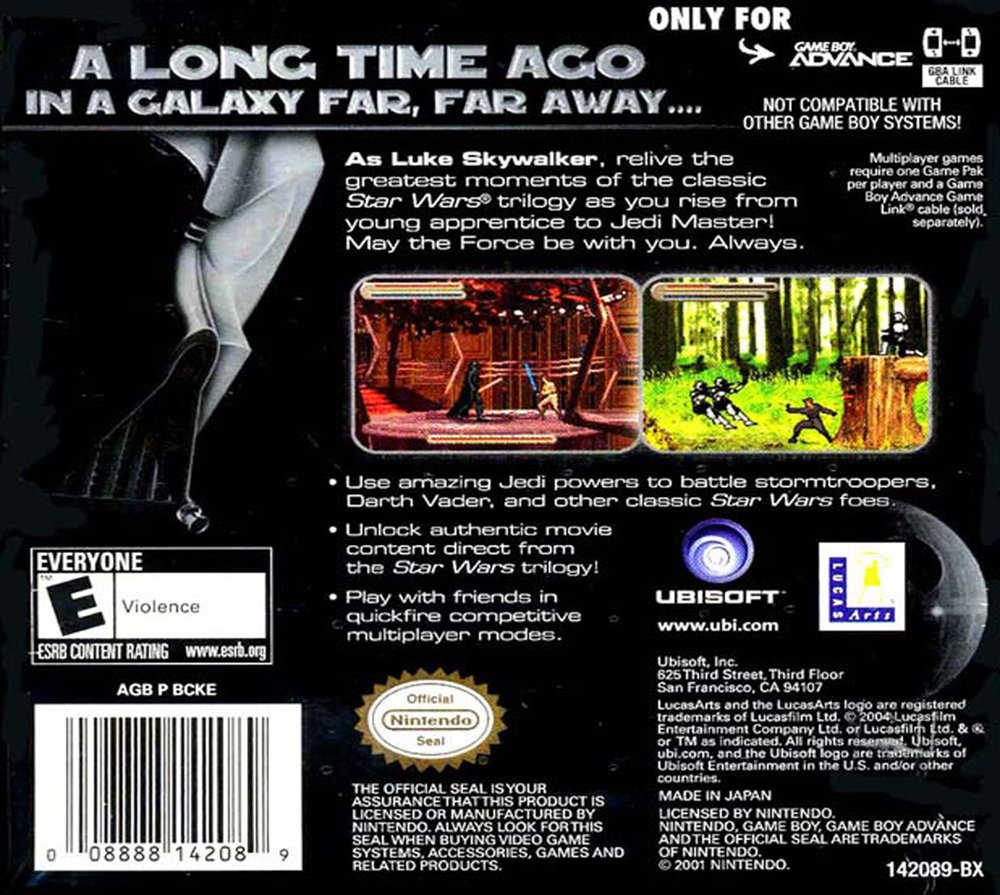 ONLY FOR
GAME BOY
ADVANCE
GBA LINK
CABLE
NOT COMPATIBLE WITH
OTHER GAME BOY SYSTEMS!
A LONG TIME AGO
IN A GALAXY FAR, FAR AWAY....
As Luke Skywalker, relive the
greatest moments of the classic
Star Wars® trilogy as you rise from
young apprentice to Jedi Master!
May the Force be with you. Always.
Multiplayer games
require one Game Pak
per player and a Game
Boy Advance Game
Link® cable (sold
separately).
• Use amazing Jedi powers to battle stormtroopers,
Darth Vader, and other classic Star Wars foes.
• Unlock authentic movie
content direct from
the Star Wars trilogy!
• Play with friends in
quickfire competitive
multiplayer modes.
EVERYONE
TM
E
Violence
ESRB CONTENT RATING www.esrb.org
AGB P BCKE
0 08888 14208 9
Official
Nintendo
Seal
THE OFFICIAL SEAL IS YOUR
ASSURANCE THAT THIS PRODUCT IS
LICENSED OR MANUFACTURED BY
NINTENDO. ALWAYS LOOK FOR THIS
SEAL WHEN BUYING VIDEO GAME
SYSTEMS, ACCESSORIES, GAMES AND
RELATED PRODUCTS.
UBISOFT™
www.ubi.com
LUCAS
Arts
Ubisoft, Inc.
625 Third Street, Third Floor
San Francisco, CA 94107
LucasArts and the LucasArts logo are registered
trademarks of Lucasfilm Ltd. © 2004 Lucasfilm
Entertainment Company Ltd. or Lucasfilm Ltd. & ®
or TM as indicated. All rights reserved. Ubisoft,
ubi.com, and the Ubisoft logo are trademarks of
Ubisoft Entertainment in the U.S. and/or other
countries.
MADE IN JAPAN
LICENSED BY NINTENDO.
NINTENDO, GAME BOY, GAME BOY ADVANCE
AND THE OFFICIAL SEAL ARE TRADEMARKS
OF NINTENDO.
© 2001 NINTENDO.
142089-BX